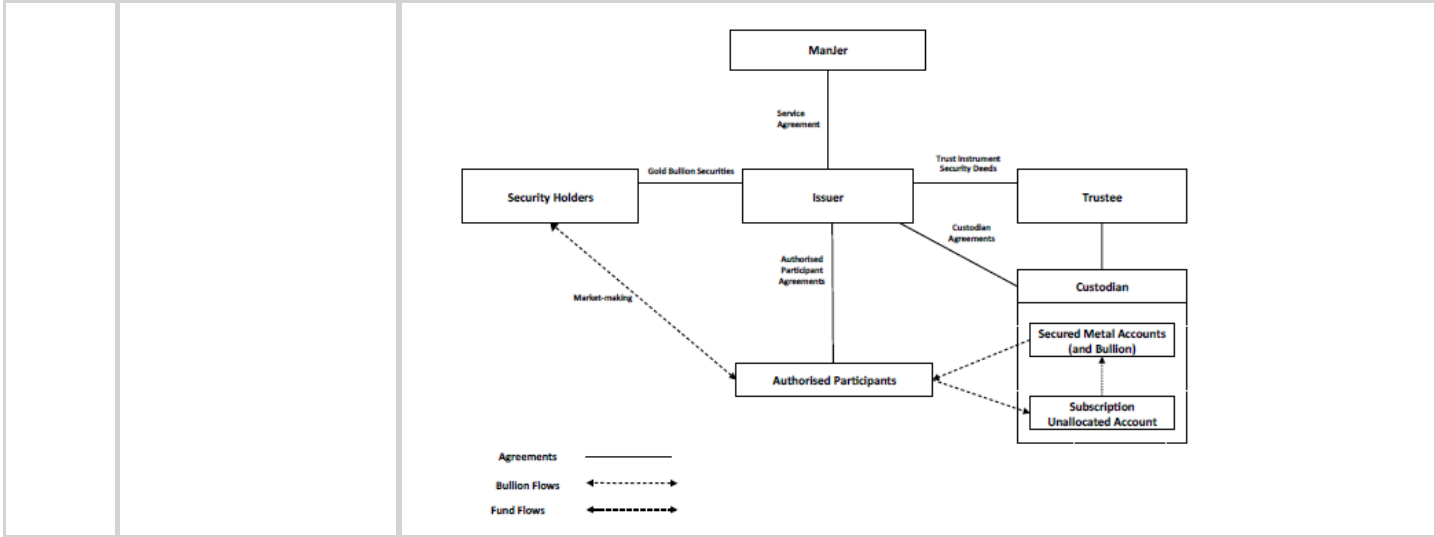 ManJer
Service
Agreement
Gold Bullion Securities
Trust Instrument
Security Deeds
Security Holders
Issuer
Trustee
Custodian
Agreements
Authorised
Participant
Agreements
Custodian
Market-making
Secured Metal Accounts
(and Bullion)
Authorised Participants
Subscription
Unallocated Account
Agreements
Bullion Flows
Fund Flows